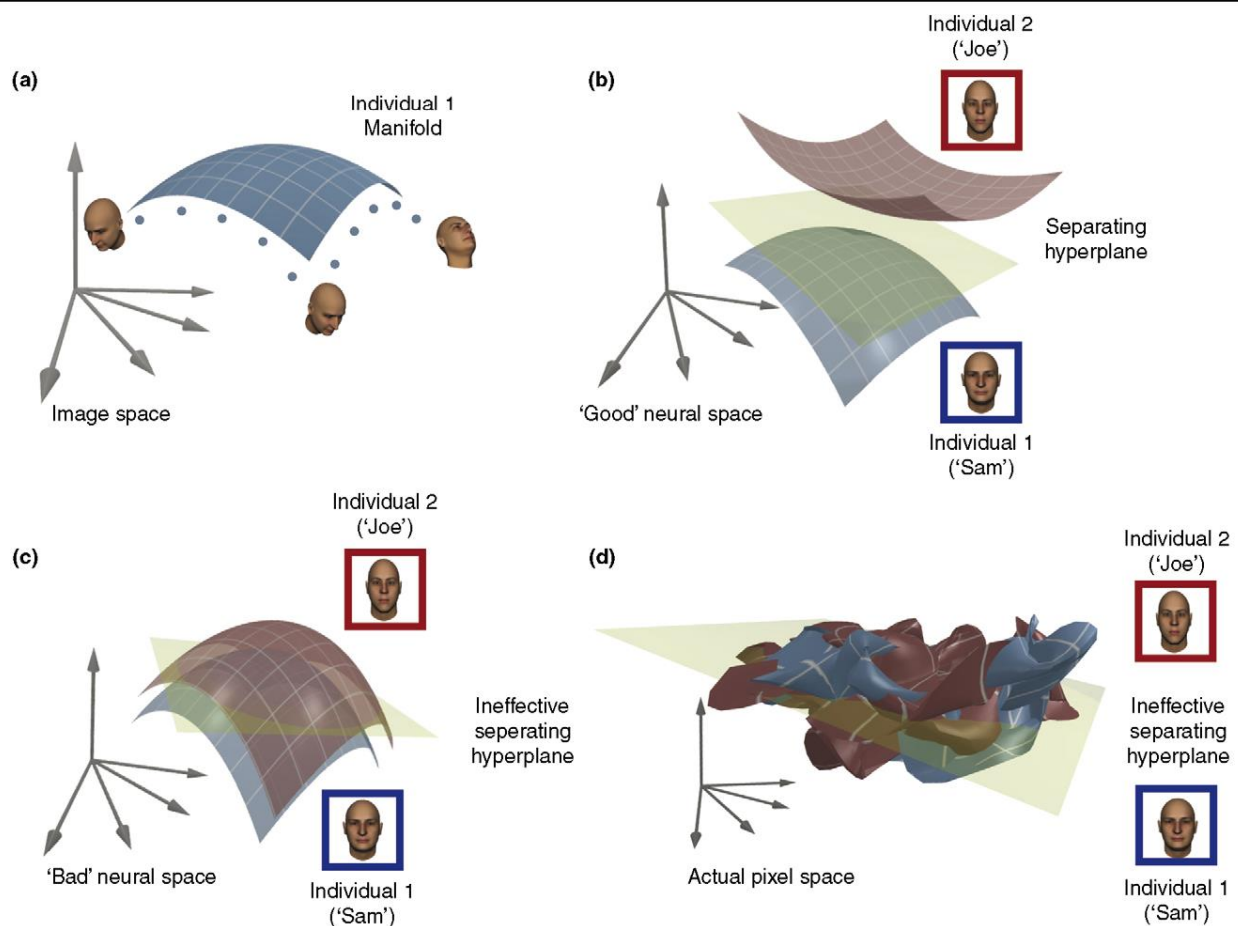 (a)
Individual 1
Manifold
Image space
(b)
Individual 2
(‘Joe’)
Separating
hyperplane
‘Good’ neural space
Individual 1
(‘Sam’)
(c)
Individual 2
(‘Joe’)
Ineffective
seperating
hyperplane
‘Bad’ neural space
Individual 1
(‘Sam’)
(d)
Individual 2
(‘Joe’)
Ineffective
separating
hyperplane
Actual pixel space
Individual 1
(‘Sam’)